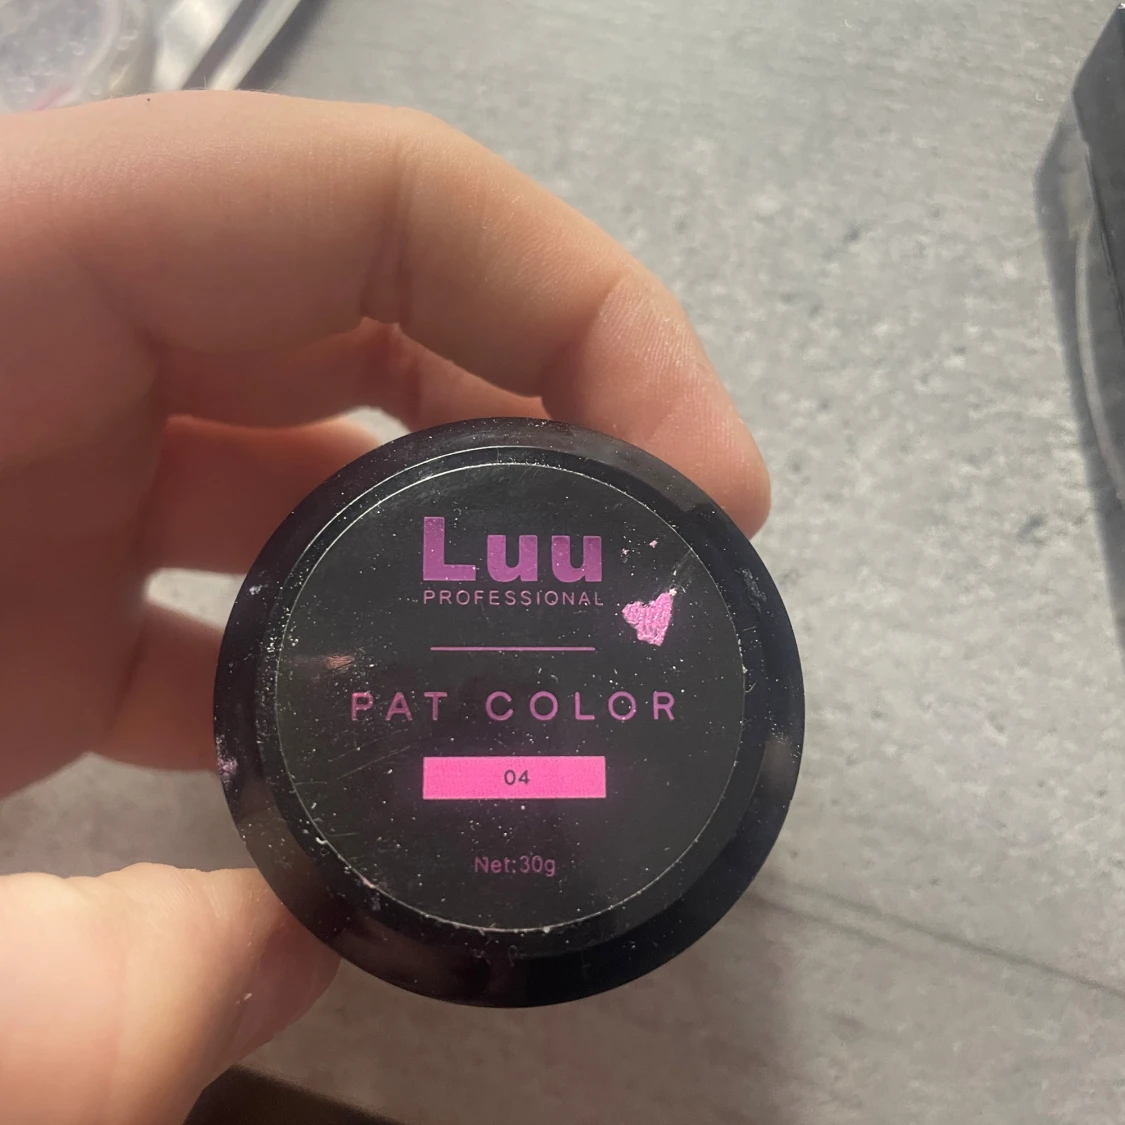 Luu
PROFESSIONAL
PAT COLOR
04
Net:30g